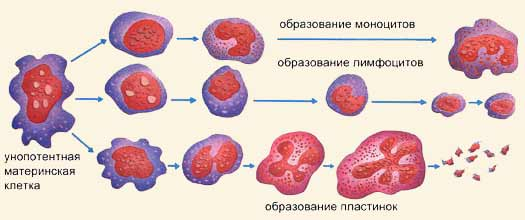 образование моноцитов
образование лимфоцитов
унопотентная
материнская
клетка
образование пластинок